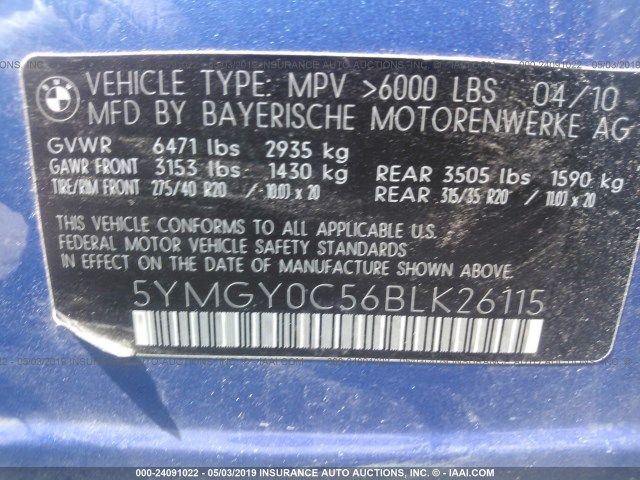 VEHICLE TYPE: MPV >6000 LBS 04/10
MFD BY BAYERISCHE MOTORENWERKE AG
GVWR 6471 lbs 2935 kg
GAWR FRONT 3153 lbs 1430 kg REAR 3505 lbs 1590 kg
TIRE/RIM FRONT 275/40 R20 / 10.0J x 20 REAR 315/35 R20 / 11.0J x 20
THIS VEHICLE CONFORMS TO ALL APPLICABLE U.S.
FEDERAL MOTOR VEHICLE SAFETY STANDARDS
IN EFFECT ON THE DATE OF MANUFACTURE SHOWN ABOVE.
5YMGY0C56BLK26115
000-24091022 - 05/03/2019 INSURANCE AUTO AUCTIONS, INC. © - IAAI.COM